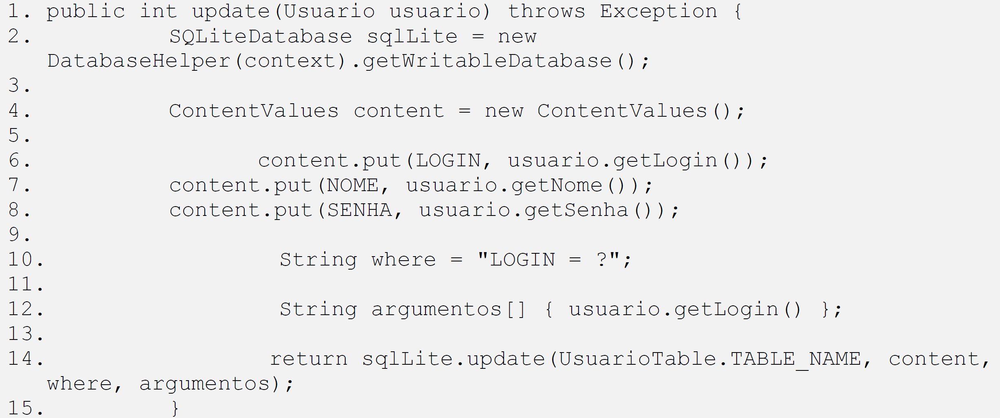 1. public int update(Usuario usuario) throws Exception {
2. SQLiteDatabase sqlLite = new
DatabaseHelper(context).getWritableDatabase();
3.
4. ContentValues content = new ContentValues();
5.
6. content.put(LOGIN, usuario.getLogin());
7. content.put(NOME, usuario.getNome());
8. content.put(SENHA, usuario.getSenha());
9.
10. String where = "LOGIN = ?";
11.
12. String argumentos[] { usuario.getLogin() };
13.
14. return sqlLite.update(UsuarioTable.TABLE_NAME, content,
where, argumentos);
15. }